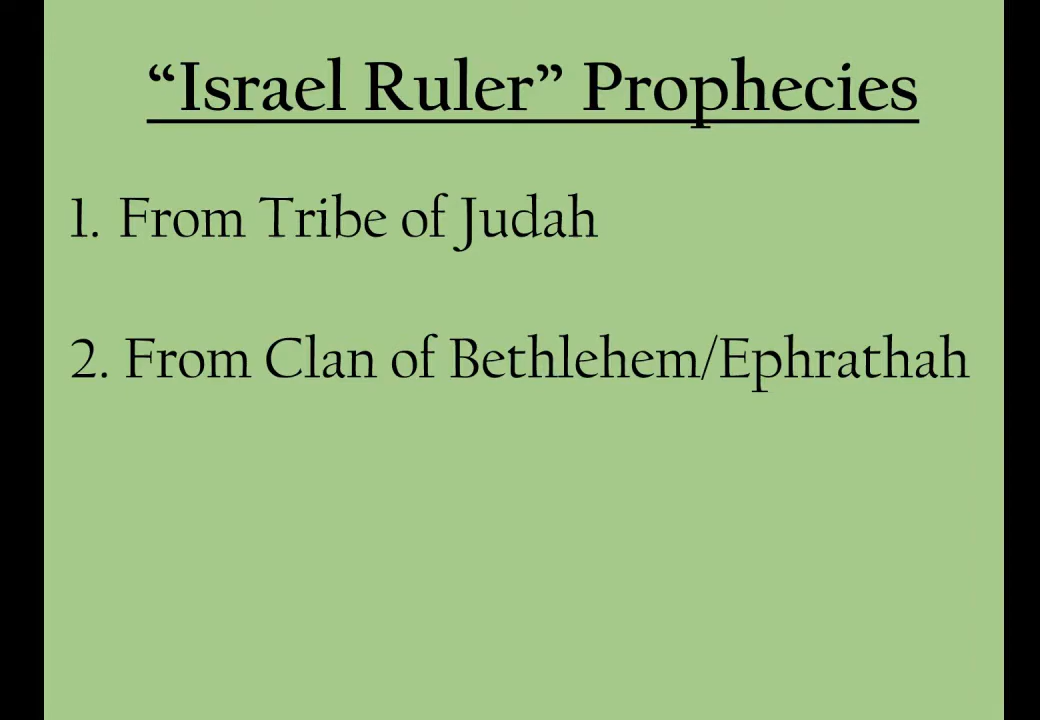 “Israel Ruler” Prophecies
1. From Tribe of Judah
2. From Clan of Bethlehem/Ephrathah